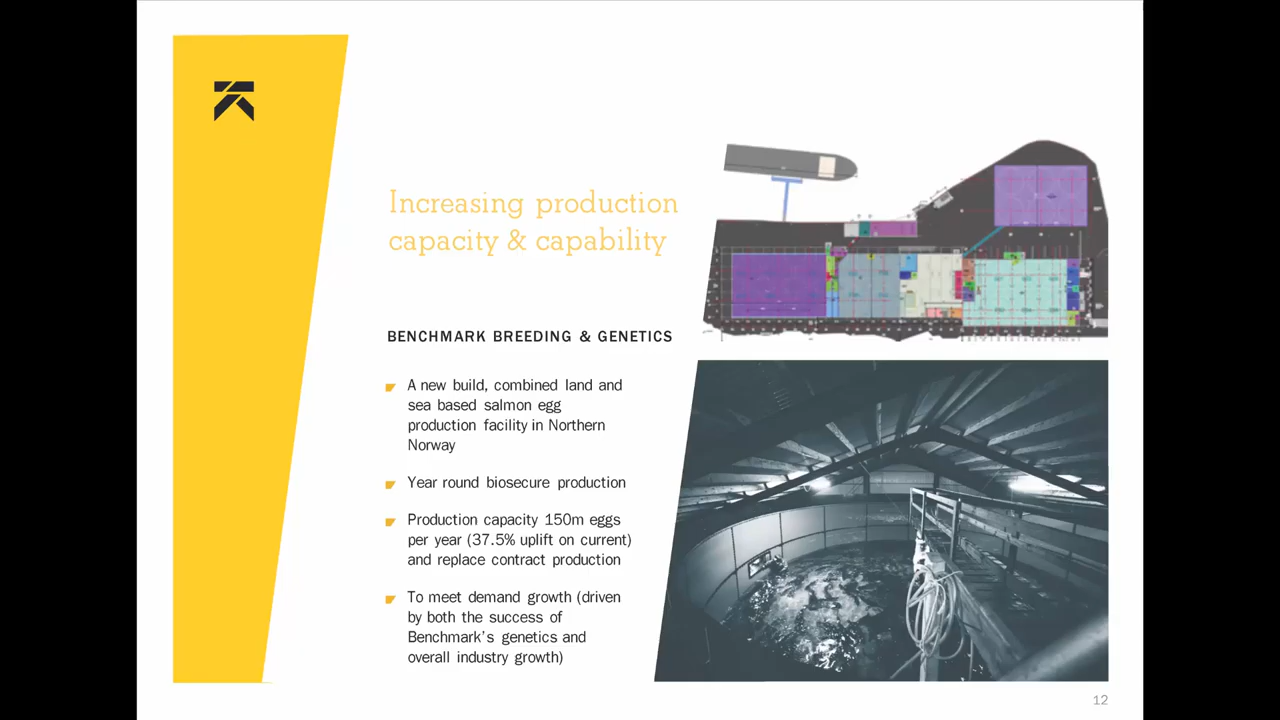 Increasing production
capacity & capability
BENCHMARK BREEDING & GENETICS
A new build, combined land and
sea based salmon egg
production facility in Northern
Norway
Year round biosecure production
Production capacity 150m eggs
per year (37.5% uplift on current)
and replace contract production
To meet demand growth (driven
by both the success of
Benchmark's genetics and
overall industry growth)
12